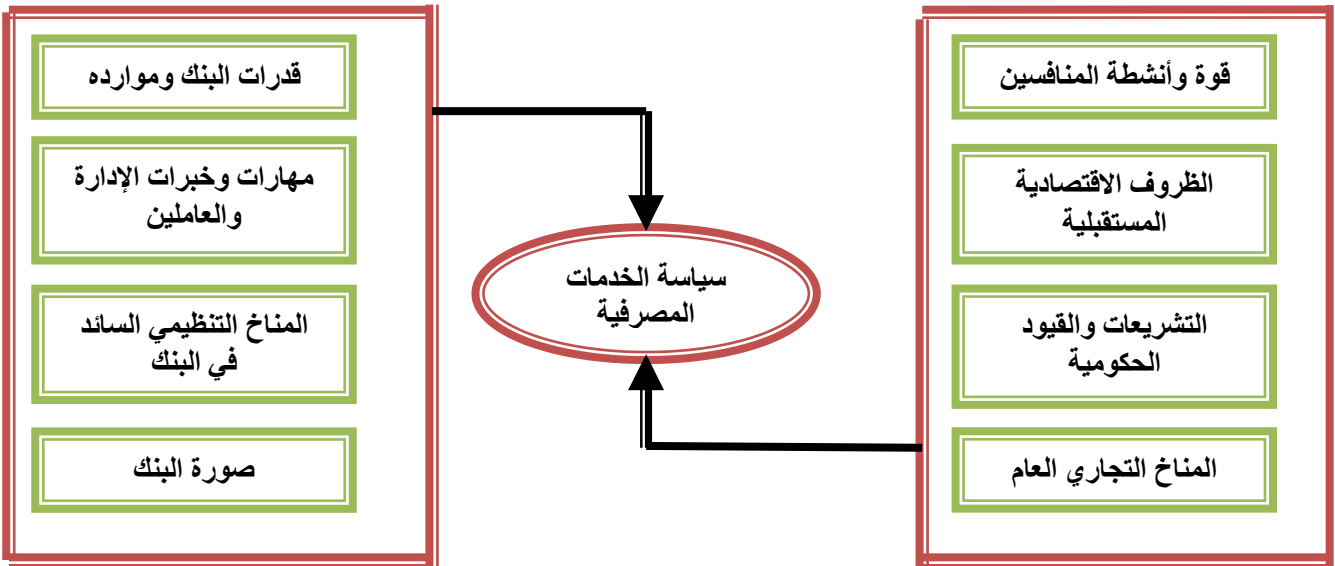 قوة وأنشطة المنافسين
الظروف الاقتصادية
المستقبلية
التشريعات والقيود
الحكومية
المناخ التجاري العام
سياسة الخدمات
المصرفية
قدرات البنك وموارده
مهارات وخبرات الإدارة
والعاملين
المناخ التنظيمي السائد
في البنك
صورة البنك